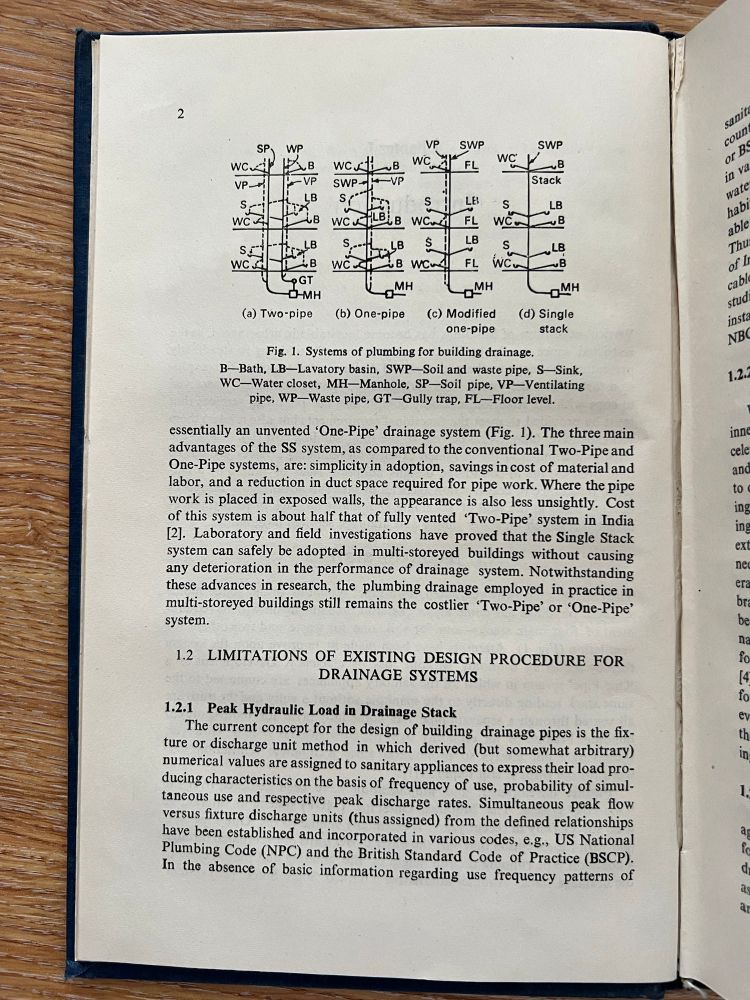 2
SP WP
WC B
VP VP
S LB
WC B
S LB
WC B
GT
MH
(a) Two-pipe
WC B
SWP VP
S
LB
WC B
S LB
WC B
MH
(b) One-pipe
VP SWP
WC FL
S LB
WC FL
S LB
WC FL
MH
(c) Modified
one-pipe
SWP
WC B
Stack
S LB
WC B
S LB
WC B
MH
(d) Single
stack
Fig. 1. Systems of plumbing for building drainage.
B—Bath, LB—Lavatory basin, SWP—Soil and waste pipe, S—Sink,
WC—Water closet, MH—Manhole, SP—Soil pipe, VP—Ventilating
pipe, WP—Waste pipe, GT—Gully trap, FL—Floor level.
essentially an unvented ‘One-Pipe’ drainage system (Fig. 1). The three main
advantages of the SS system, as compared to the conventional Two-Pipe and
One-Pipe systems, are: simplicity in adoption, savings in cost of material and
labor, and a reduction in duct space required for pipe work. Where the pipe
work is placed in exposed walls, the appearance is also less unsightly. Cost
of this system is about half that of fully vented ‘Two-Pipe’ system in India
[2]. Laboratory and field investigations have proved that the Single Stack
system can safely be adopted in multi-storeyed buildings without causing
any deterioration in the performance of drainage system. Notwithstanding
these advances in research, the plumbing drainage employed in practice in
multi-storeyed buildings still remains the costlier ‘Two-Pipe’ or ‘One-Pipe’
system.
1.2 LIMITATIONS OF EXISTING DESIGN PROCEDURE FOR
DRAINAGE SYSTEMS
1.2.1 Peak Hydraulic Load in Drainage Stack
The current concept for the design of building drainage pipes is the fix-
ture or discharge unit method in which derived (but somewhat arbitrary)
numerical values are assigned to sanitary appliances to express their load pro-
ducing characteristics on the basis of frequency of use, probability of simul-
taneous use and respective peak discharge rates. Simultaneous peak flow
versus fixture discharge units (thus assigned) from the defined relationships
have been established and incorporated in various codes, e.g., US National
Plumbing Code (NPC) and the British Standard Code of Practice (BSCP).
In the absence of basic information regarding use frequency patterns of
or BS
in va
of In
NBC
1.2.2
and
to
ing
ing
[4]